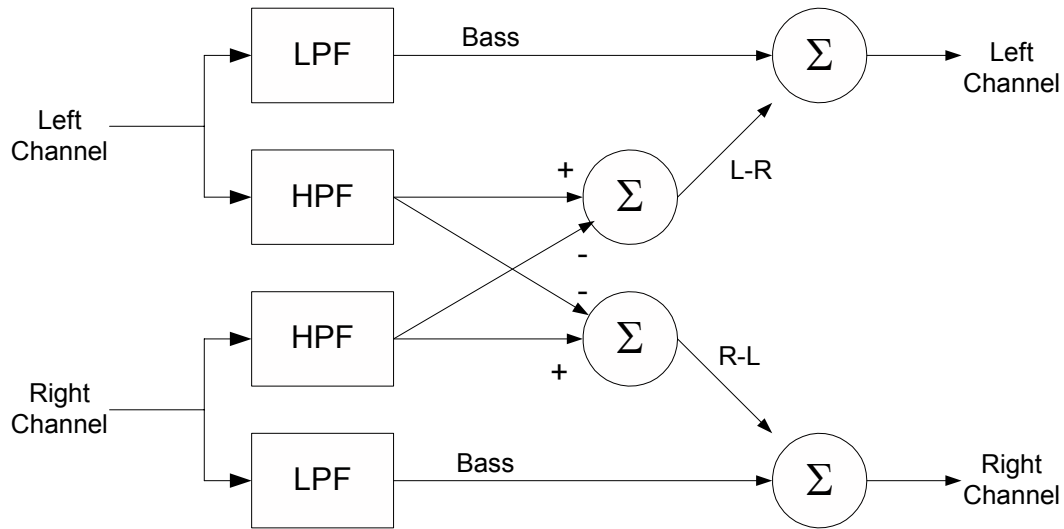 LPF
Bass
Σ
Left
Channel
Left
Channel
HPF
+
Σ
L-R
-
-
HPF
Σ
R-L
+
Right
Channel
LPF
Bass
Σ
Right
Channel